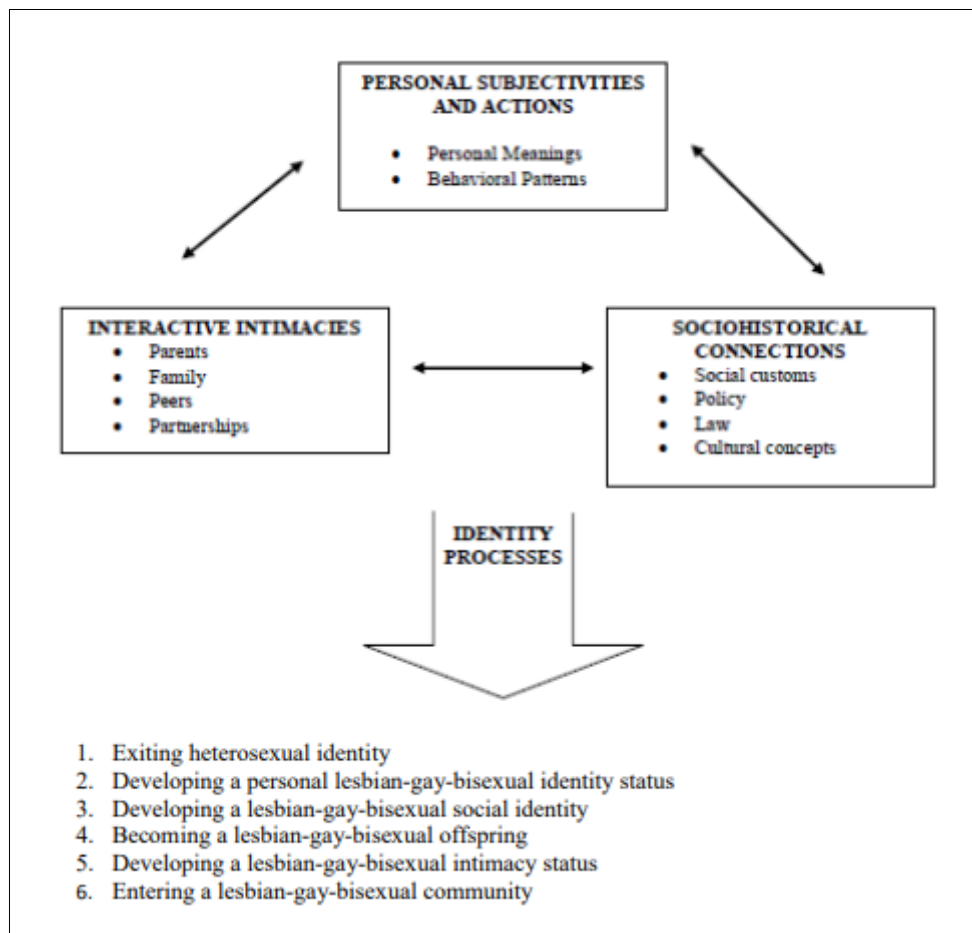 PERSONAL SUBJECTIVITIES
AND ACTIONS
• Personal Meanings
• Behavioral Patterns
INTERACTIVE INTIMACIES
• Parents
• Family
• Peers
• Partnerships
SOCIOHISTORICAL
CONNECTIONS
• Social customs
• Policy
• Law
• Cultural concepts
IDENTITY
PROCESSES
1. Exiting heterosexual identity
2. Developing a personal lesbian-gay-bisexual identity status
3. Developing a lesbian-gay-bisexual social identity
4. Becoming a lesbian-gay-bisexual offspring
5. Developing a lesbian-gay-bisexual intimacy status
6. Entering a lesbian-gay-bisexual community